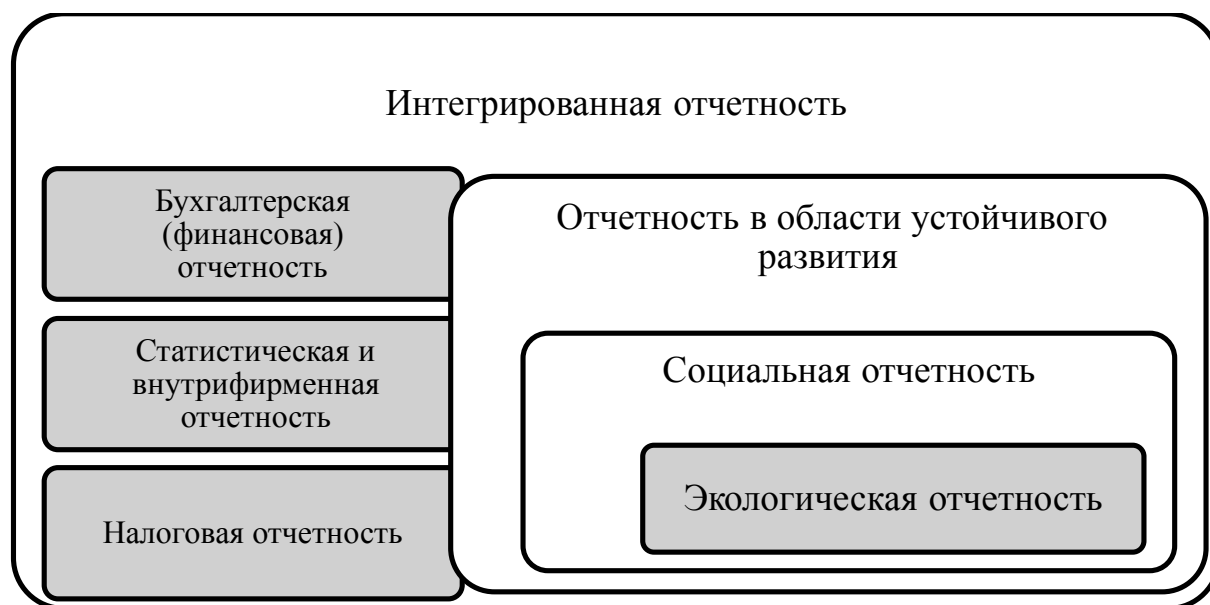 Интегрированная отчетность
Бухгалтерская
(финансовая)
отчетность
Статистическая и
внутрифирменная
отчетность
Налоговая отчетность
Отчетность в области устойчивого
развития
Социальная отчетность
Экологическая отчетность